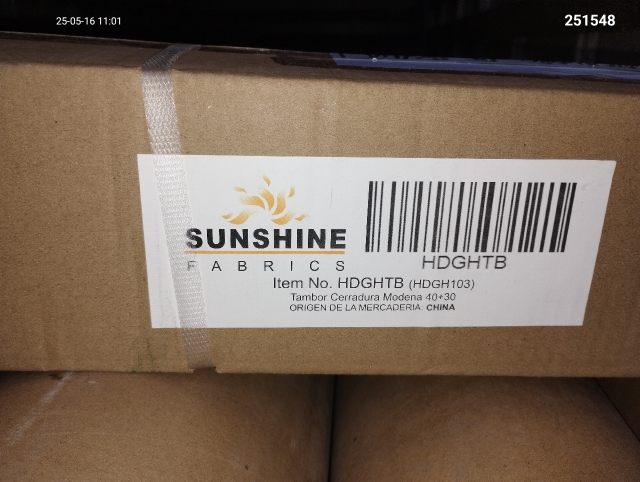 25-05-16 11:01
251548
SUNSHINE
FABRICS
HDGHTB
Item No. HDGHTB (HDGH103)
Tambor Cerradura Modena 40+30
ORIGEN DE LA MERCADERIA: CHINA